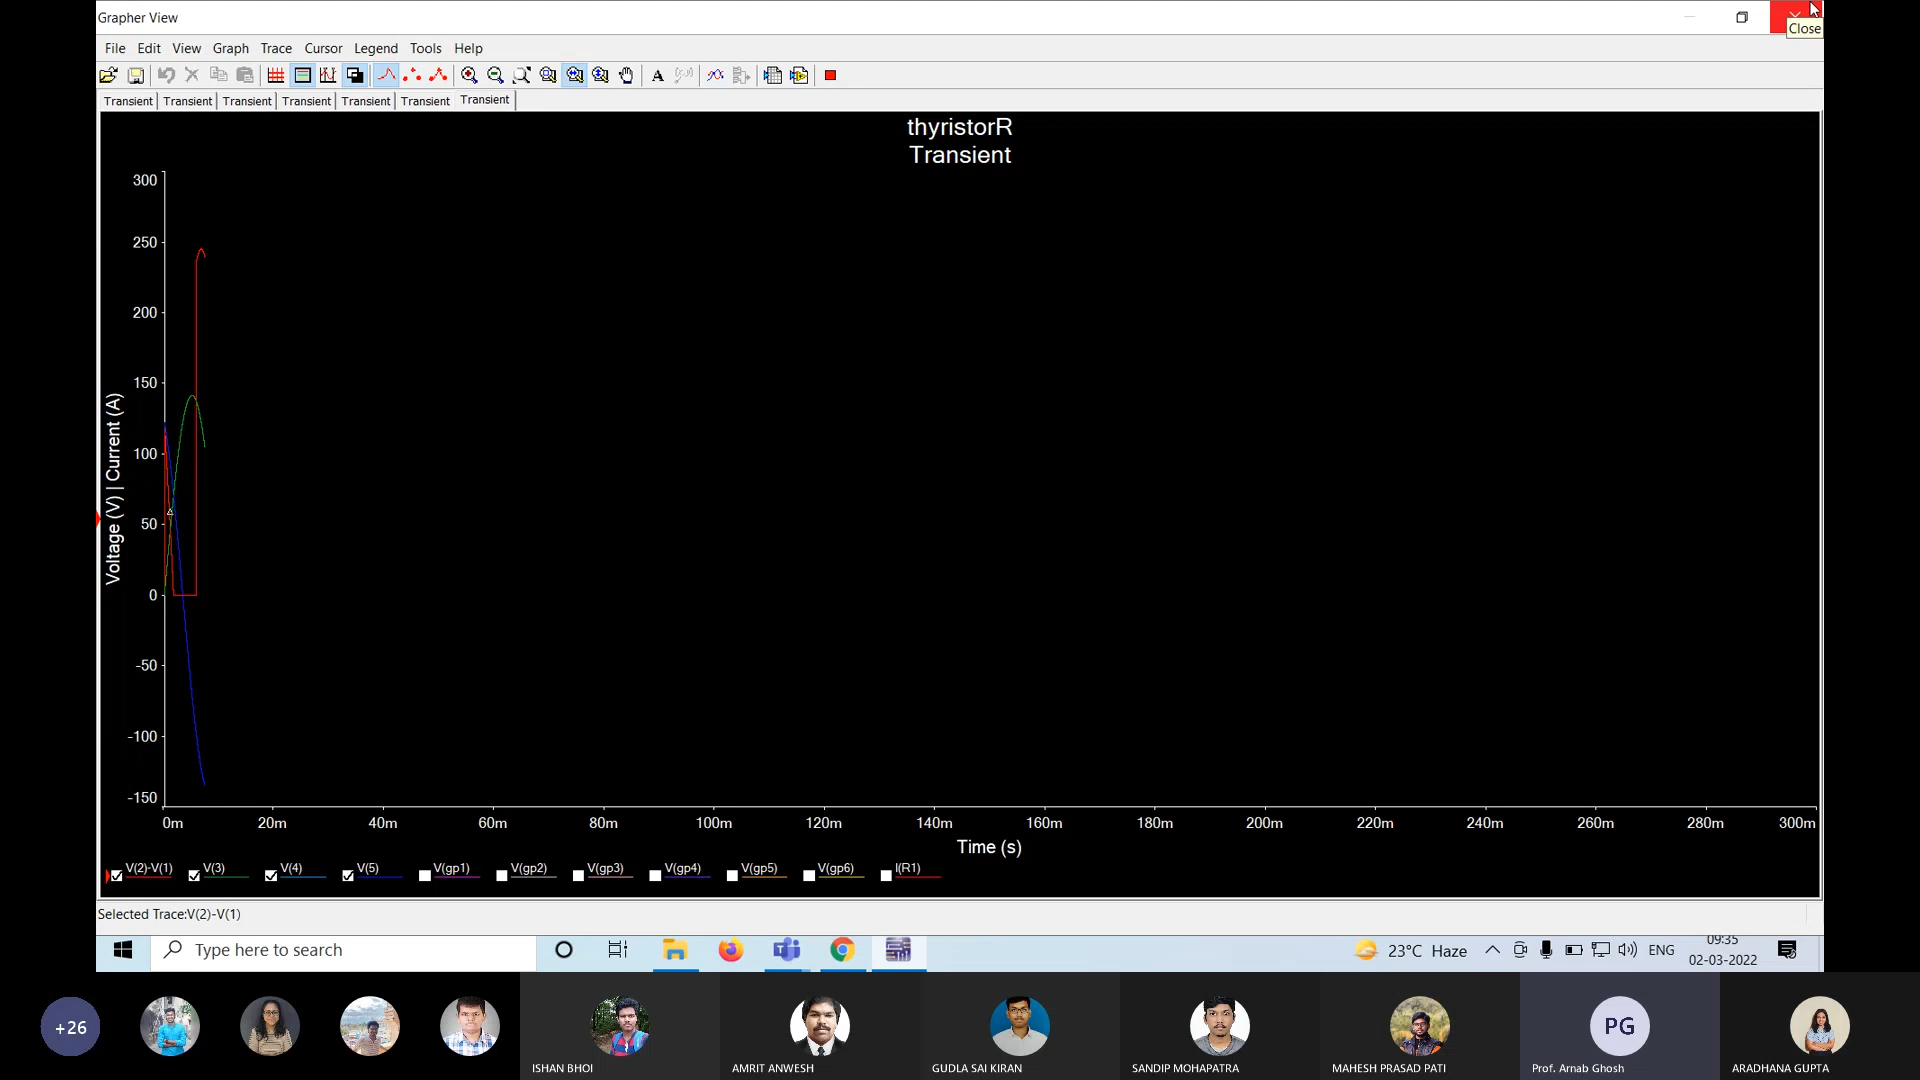 Grapher View
Close
File Edit View Graph Trace Cursor Legend Tools Help
A
Transient Transient Transient Transient Transient Transient Transient
thyristorR
Transient
300
250
200
150
100
50
0
-50
-100
-150
Voltage (V) | Current (A)
0m 20m 40m 60m 80m 100m 120m 140m 160m 180m 200m 220m 240m 260m 280m 300m
Time (s)
V(2)-V(1) V(3) V(4) V(5) V(gp1) V(gp2) V(gp3) V(gp4) V(gp5) V(gp6) I(R1)
Selected Trace:V(2)-V(1)
Type here to search
23°C Haze
ENG
09:35
02-03-2022
+26
PG
ISHAN BHOI AMRIT ANWESH GUDLA SAI KIRAN SANDIP MOHAPATRA MAHESH PRASAD PATI Prof. Arnab Ghosh ARADHANA GUPTA